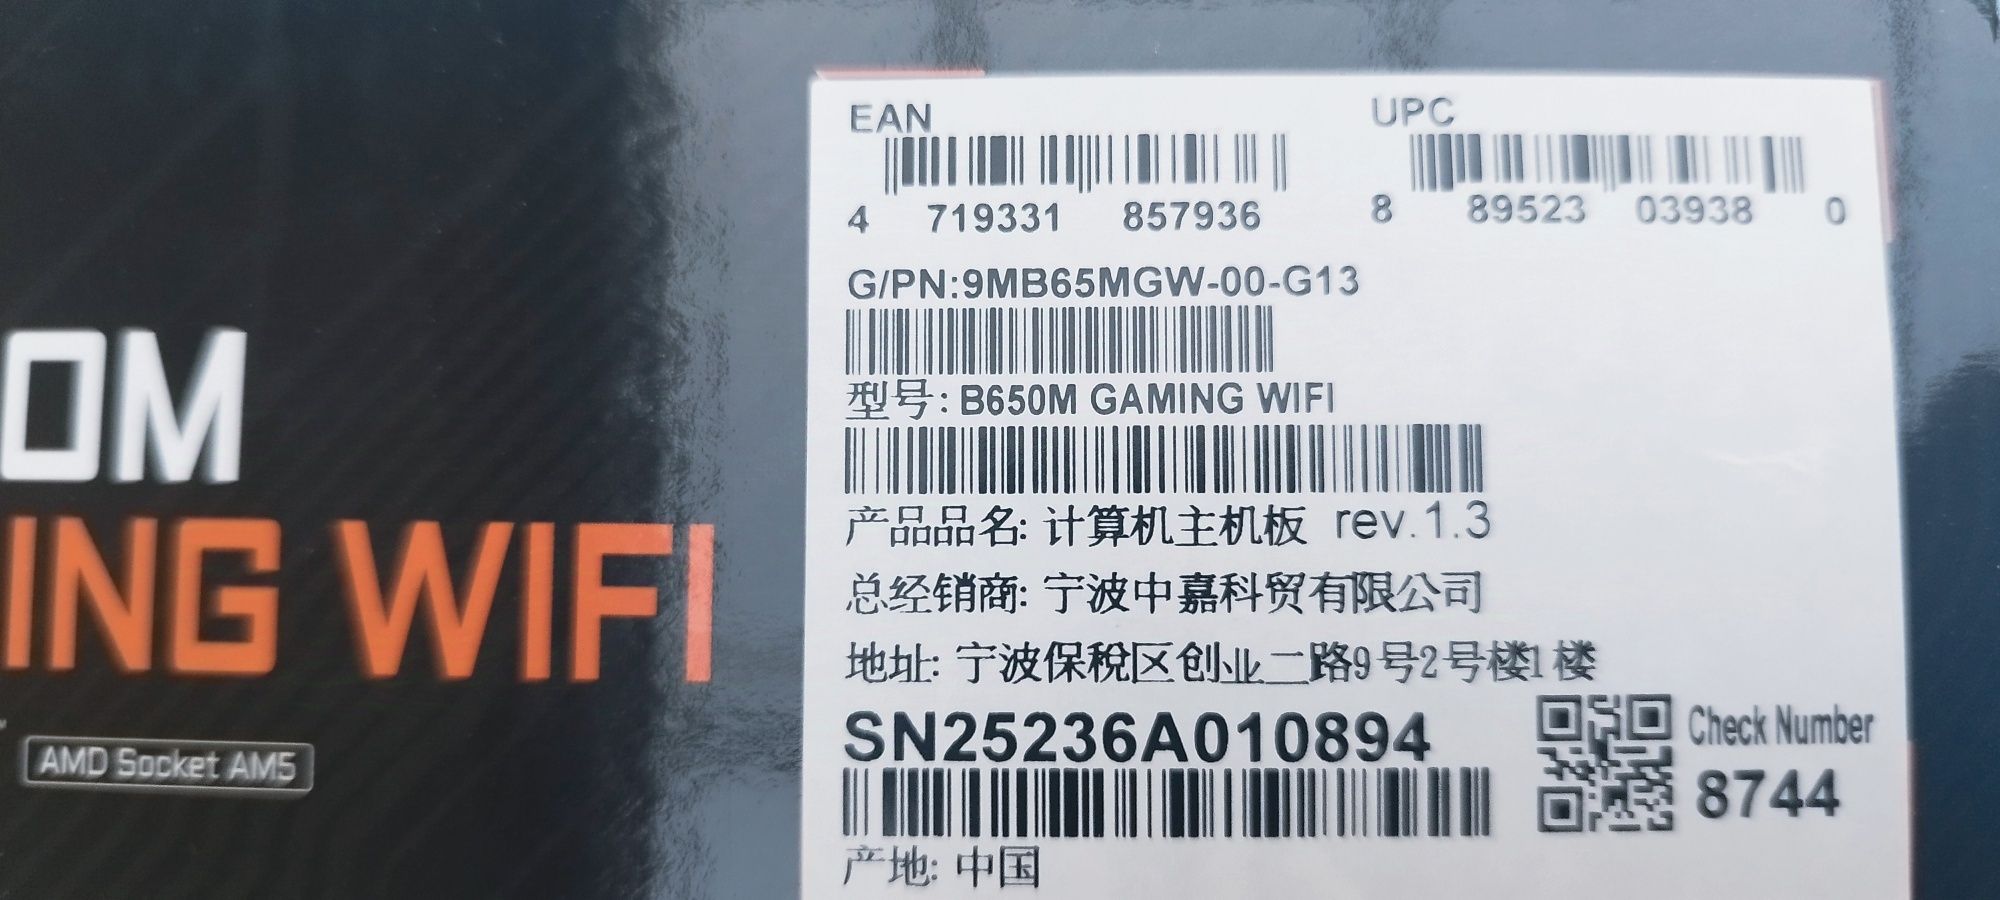 0M
ING WIFI
AMD Socket AM5
EAN
4 719331 857936
UPC
8 89523 03938 0
G/PN:9MB65MGW-00-G13
型号: B650M GAMING WIFI
产品品名: 计算机主机板 rev.1.3
总经销商: 宁波中嘉科贸有限公司
地址: 宁波保税区创业二路9号2号楼1楼
SN25236A010894
Check Number
8744
产地: 中国